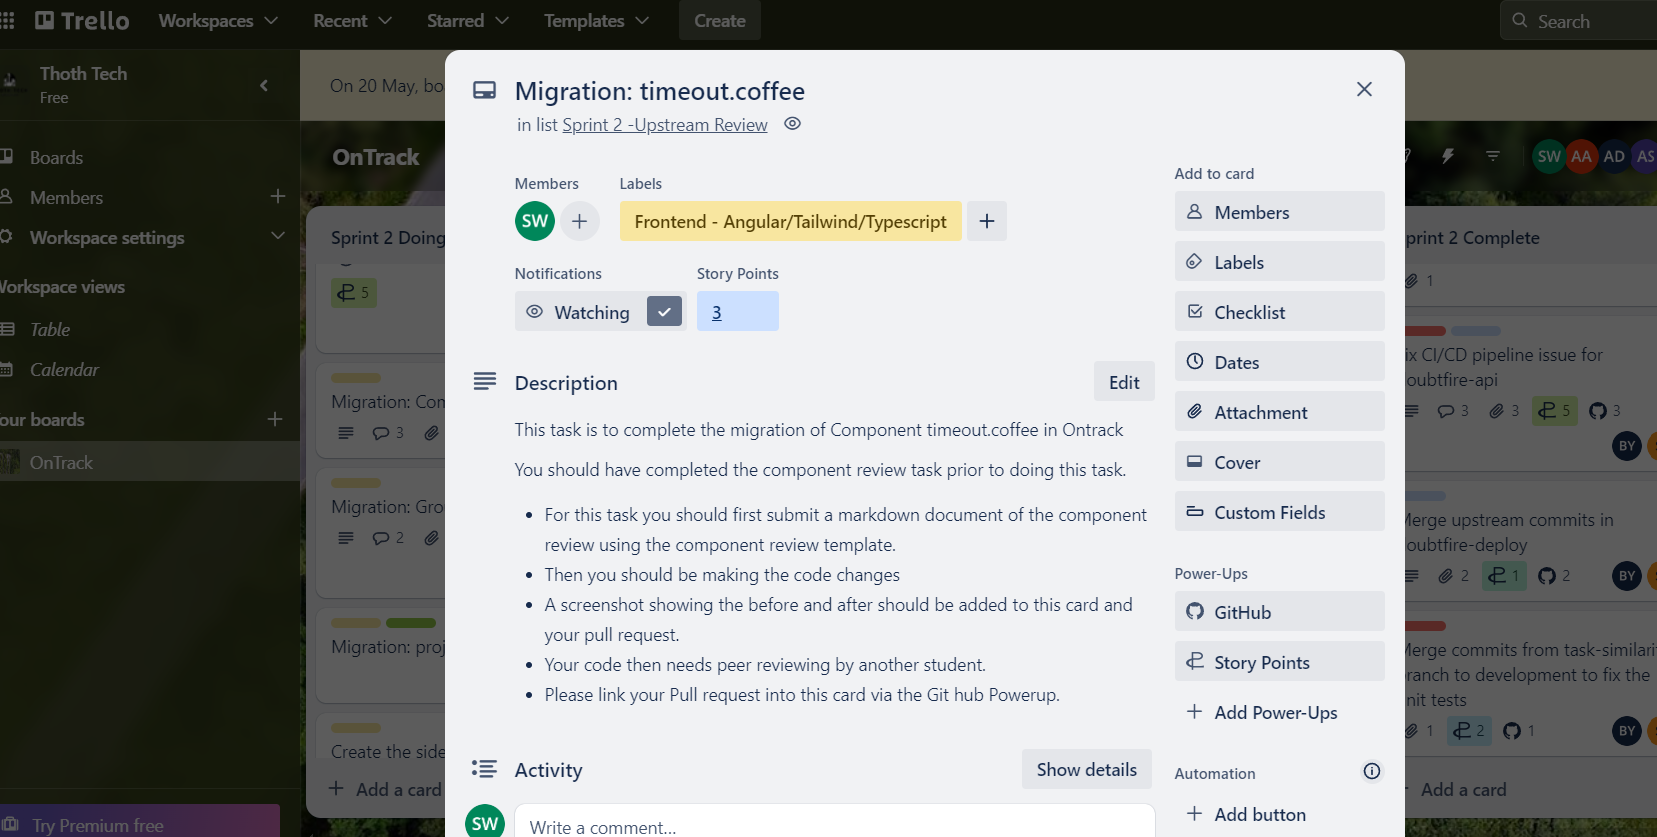 Trello
Workspaces
Recent
Starred
Templates
Create
Search
Thoth Tech
Free
On 20 May, bo
Boards
Members
Workspace settings
Workspace views
Table
Calendar
our boards
OnTrack
Try Premium free
OnTrack
SW AA AD AS
Sprint 2 Doing
5
Migration: Com
3
Migration: Gro
2
Migration: proj
Create the side
Add a card
Migration: timeout.coffee
in list Sprint 2 -Upstream Review
Members
SW
Labels
Frontend - Angular/Tailwind/Typescript
Notifications
Watching
Story Points
3
Description
Edit
This task is to complete the migration of Component timeout.coffee in Ontrack
You should have completed the component review task prior to doing this task.
• For this task you should first submit a markdown document of the component
review using the component review template.
• Then you should be making the code changes
• A screenshot showing the before and after should be added to this card and
your pull request.
• Your code then needs peer reviewing by another student.
• Please link your Pull request into this card via the Git hub Powerup.
Activity
Show details
SW
Write a comment...
Add to card
Members
Labels
Checklist
Dates
Attachment
Cover
Custom Fields
Power-Ups
GitHub
Story Points
Add Power-Ups
Automation
Add button
print 2 Complete
1
ix CI/CD pipeline issue for
oubtfire-api
3 3 5 3
BY
Merge upstream commits in
oubtfire-deploy
2 1 2
BY
Merge commits from task-similari
ranch to development to fix the
nit tests
1 2 1
BY
Add a card